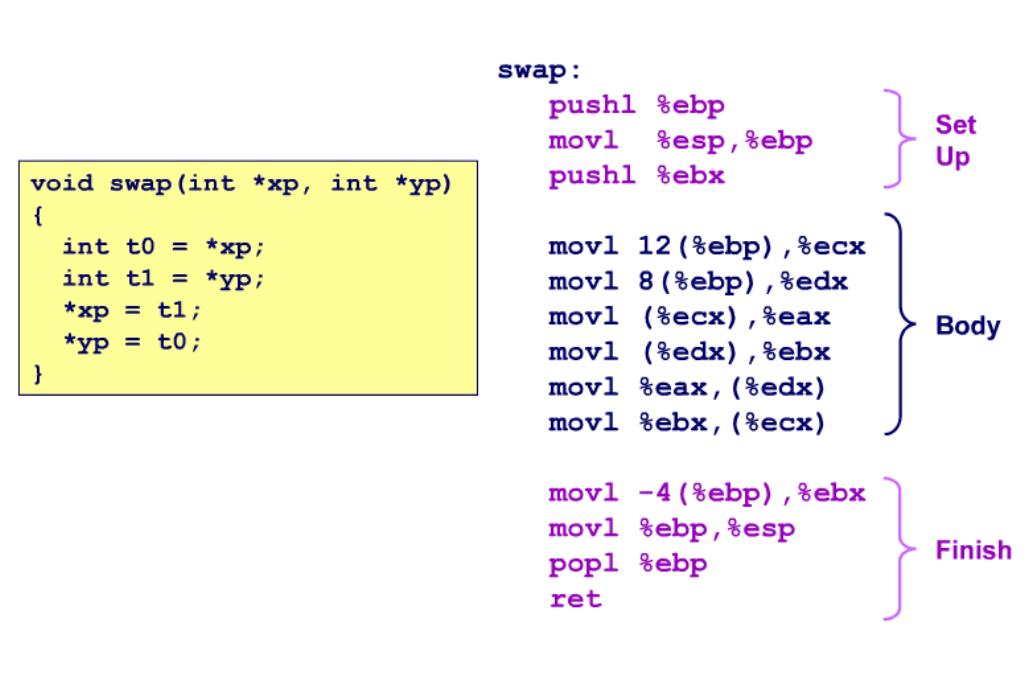 void swap(int *xp, int *yp)
{
  int t0 = *xp;
  int t1 = *yp;
  *xp = t1;
  *yp = t0;
}
swap:
   pushl %ebp
   movl  %esp,%ebp
   pushl %ebx
Set
Up
   movl 12(%ebp),%ecx
   movl 8(%ebp),%edx
   movl (%ecx),%eax
   movl (%edx),%ebx
   movl %eax,(%edx)
   movl %ebx,(%ecx)
Body
   movl -4(%ebp),%ebx
   movl %ebp,%esp
   popl %ebp
   ret
Finish